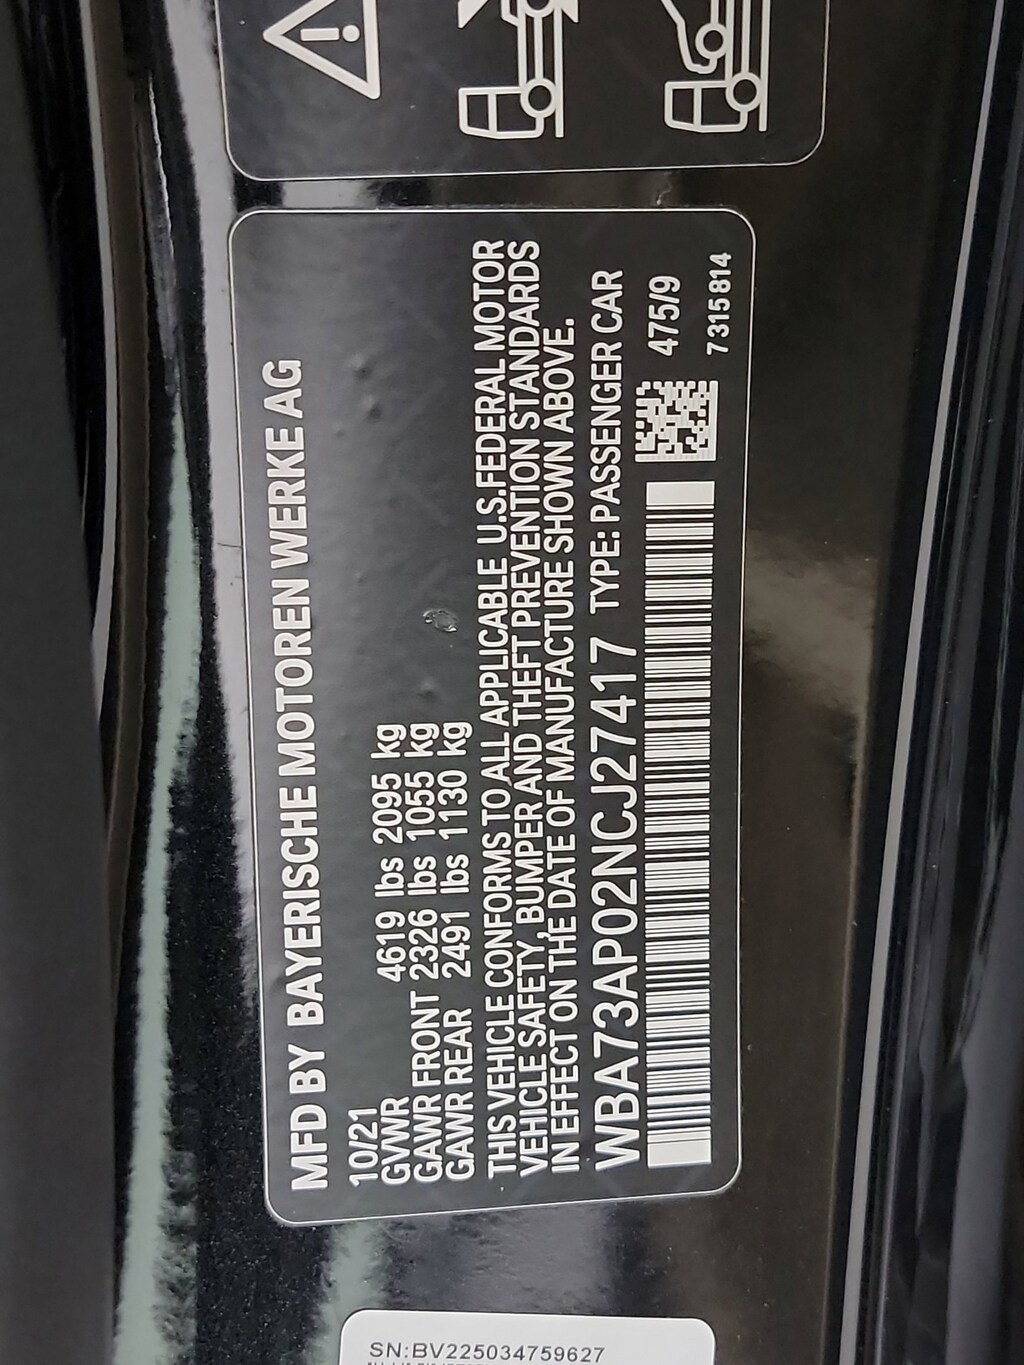 MFD BY BAYERISCHE MOTOREN WERKE AG
10/21
GVWR 4619 lbs 2095 kg
GAWR FRONT 2326 lbs 1055 kg
GAWR REAR 2491 lbs 1130 kg
THIS VEHICLE CONFORMS TO ALL APPLICABLE U.S.FEDERAL MOTOR
VEHICLE SAFETY, BUMPER AND THEFT PREVENTION STANDARDS
IN EFFECT ON THE DATE OF MANUFACTURE SHOWN ABOVE.
WBA73AP02NCJ27417 TYPE: PASSENGER CAR
475/9
7315814
SN:BV225034759627